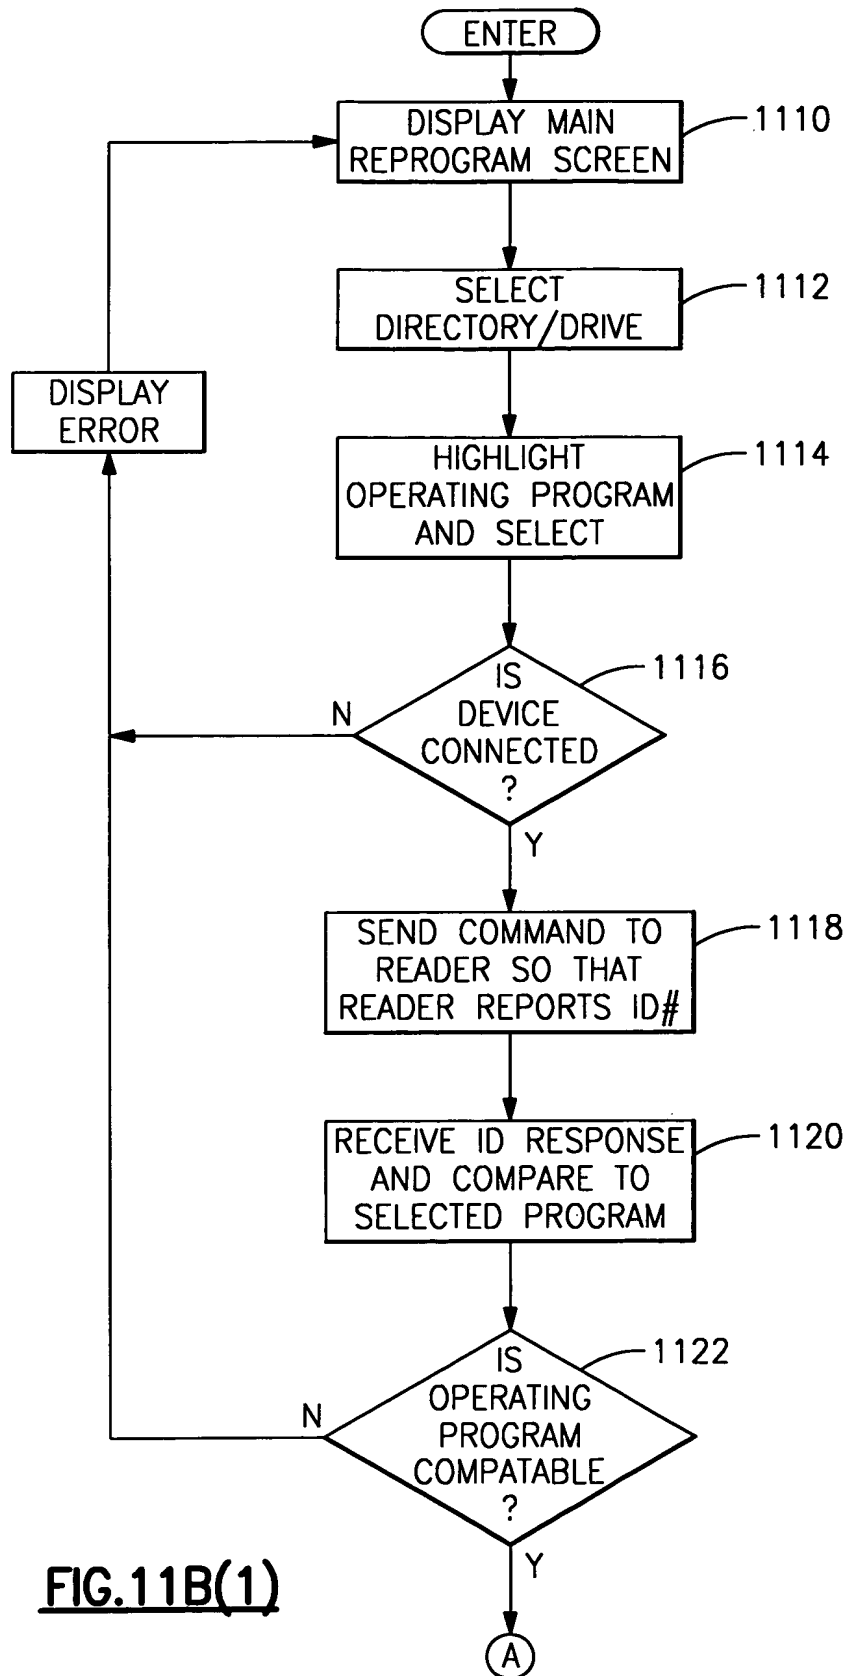 ENTER
DISPLAY MAIN
REPROGRAM SCREEN
1110
SELECT
DIRECTORY/DRIVE
1112
DISPLAY
ERROR
HIGHLIGHT
OPERATING PROGRAM
AND SELECT
1114
IS
DEVICE
CONNECTED
?
1116
N
Y
SEND COMMAND TO
READER SO THAT
READER REPORTS ID#
1118
RECEIVE ID RESPONSE
AND COMPARE TO
SELECTED PROGRAM
1120
IS
OPERATING
PROGRAM
COMPATABLE
?
1122
N
Y
A
FIG.11B(1)